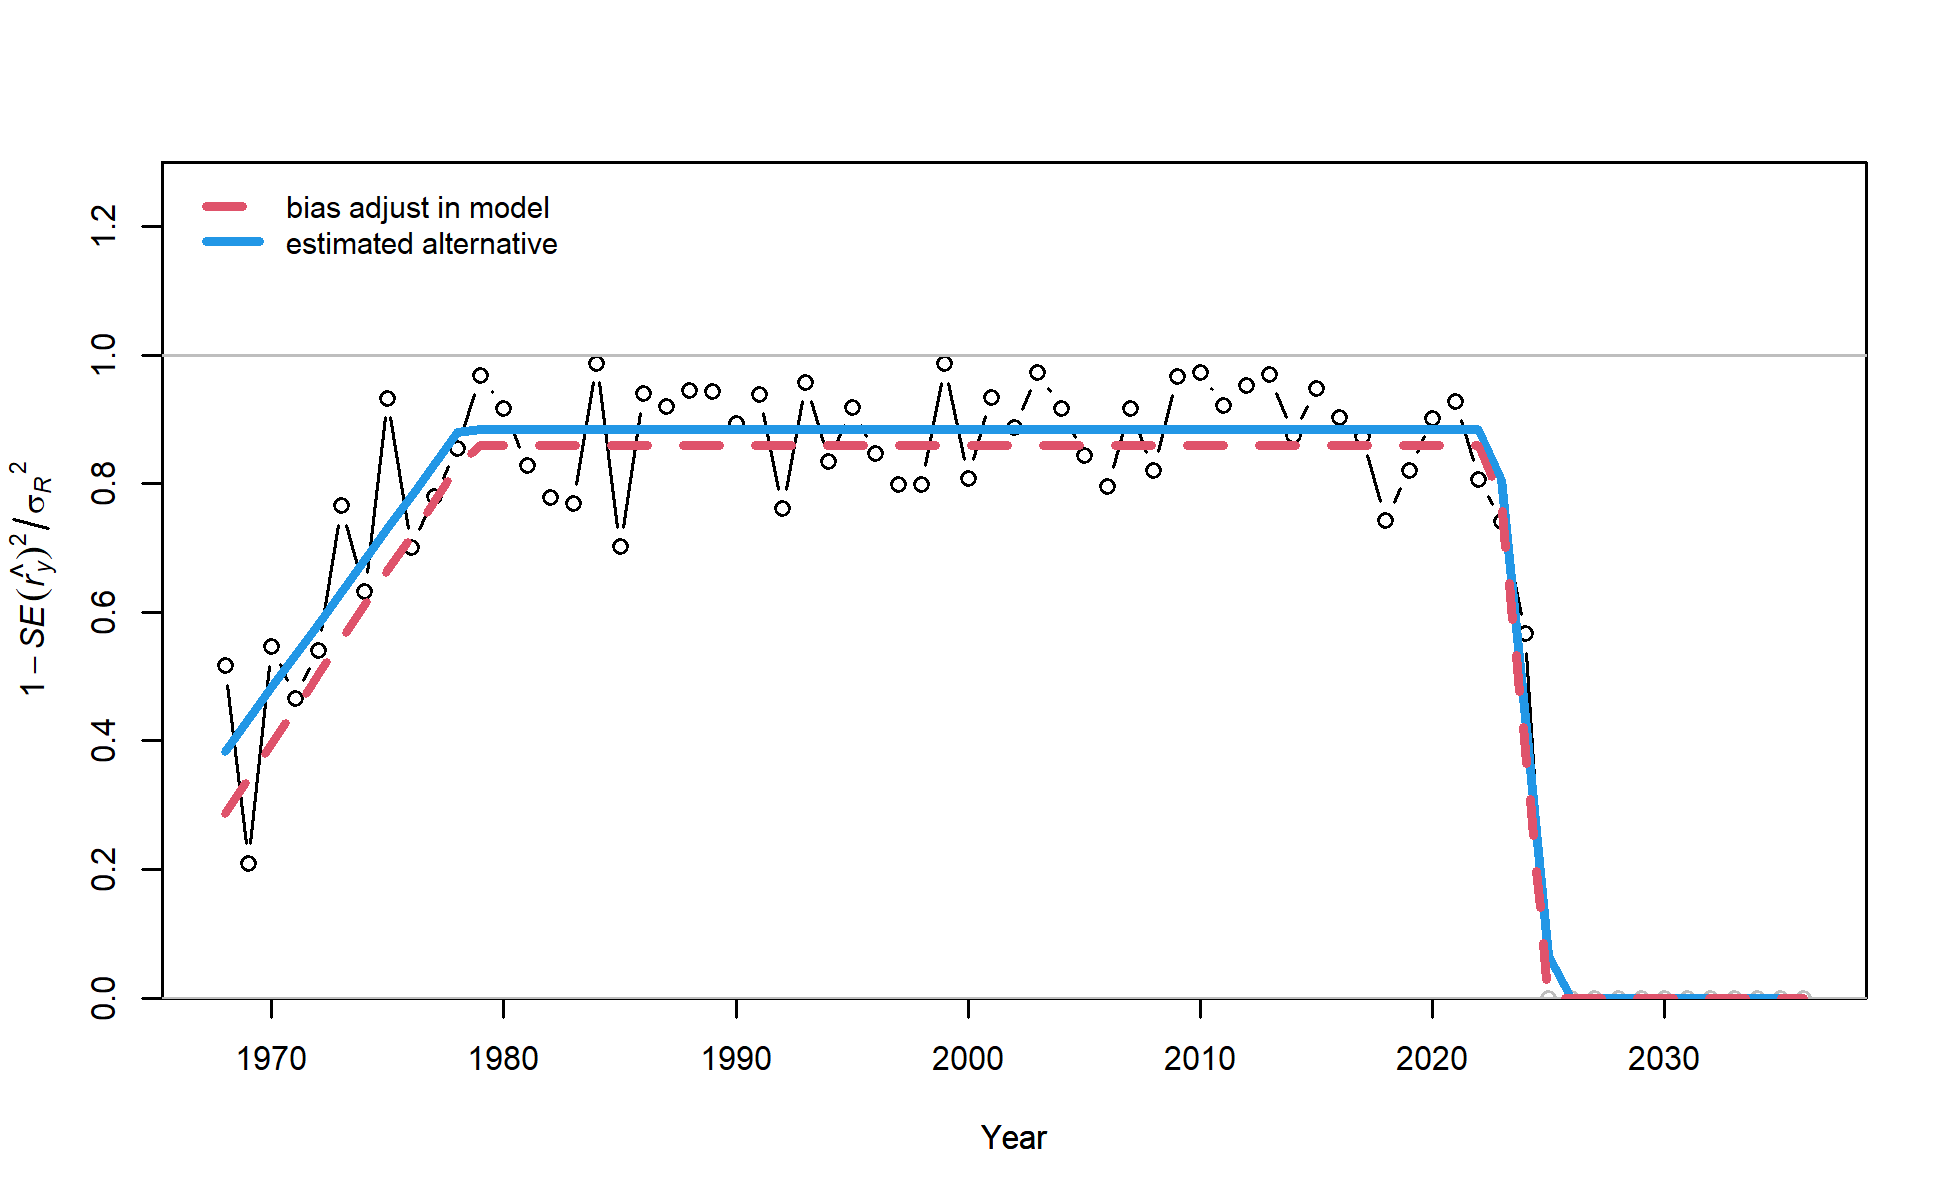 bias adjust in model
estimated alternative
1 − SE(r̂y)² / σR²
1.2
1.0
0.8
0.6
0.4
0.2
0.0
1970 1980 1990 2000 2010 2020 2030
Year